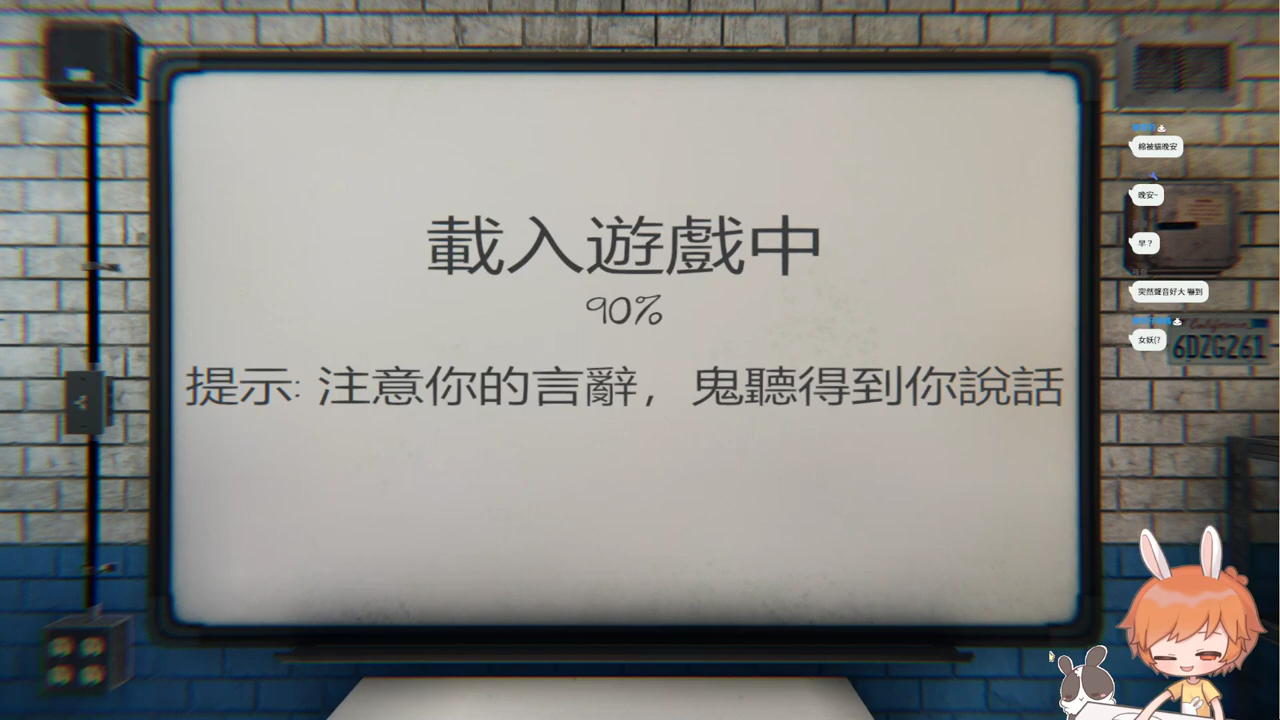 載入遊戲中
90%
提示: 注意你的言辭，鬼聽得到你說話
棉被貓晚安
晚安~
早？
突然聲音好大 嚇到
女妖(?
California
6DZG261